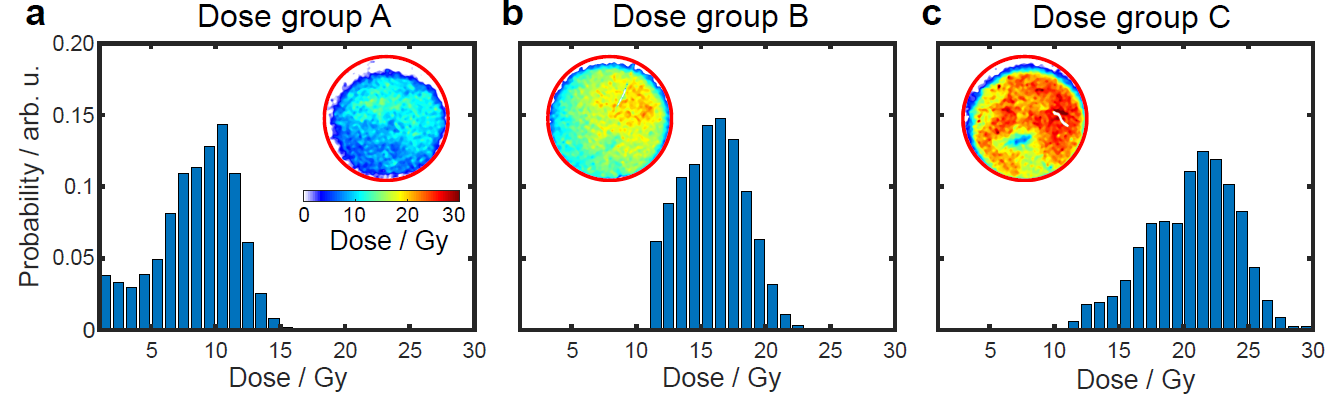 a Dose group A
b Dose group B
c Dose group C
Probability / arb. u.
0.20
0.15
0.1
0.05
0
0 10 20 30
Dose / Gy
5 10 15 20 25 30
Dose / Gy
5 10 15 20 25 30
Dose / Gy
5 10 15 20 25 30
Dose / Gy